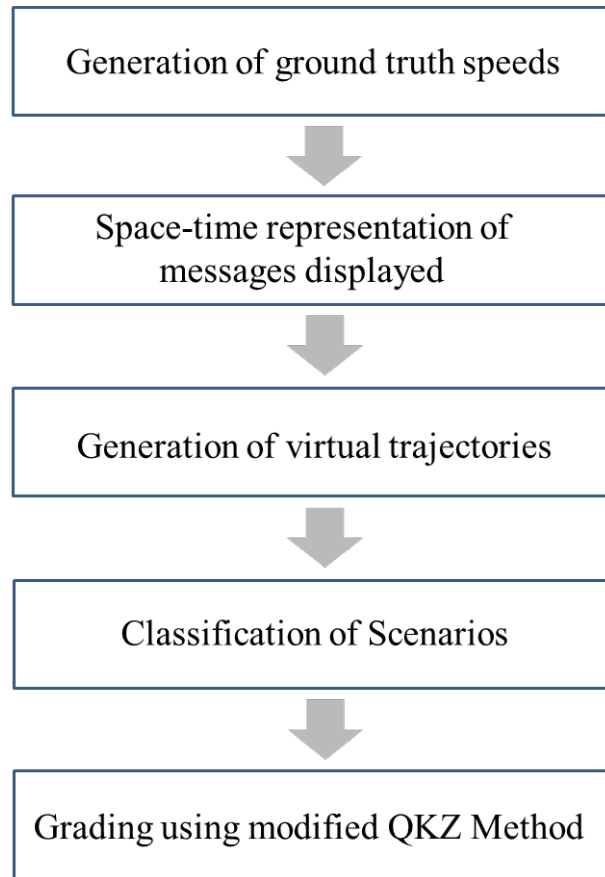 Generation of ground truth speeds
Space-time representation of
messages displayed
Generation of virtual trajectories
Classification of Scenarios
Grading using modified QKZ Method